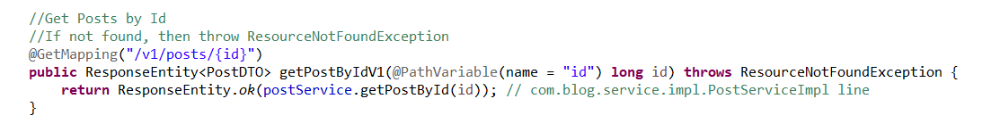 //Get Posts by Id
//If not found, then throw ResourceNotFoundException
@GetMapping("/v1/posts/{id}")
public ResponseEntity<PostDTO> getPostByIdV1(@PathVariable(name = "id") long id) throws ResourceNotFoundException {
    return ResponseEntity.ok(postService.getPostById(id)); // com.blog.service.impl.PostServiceImpl line
}